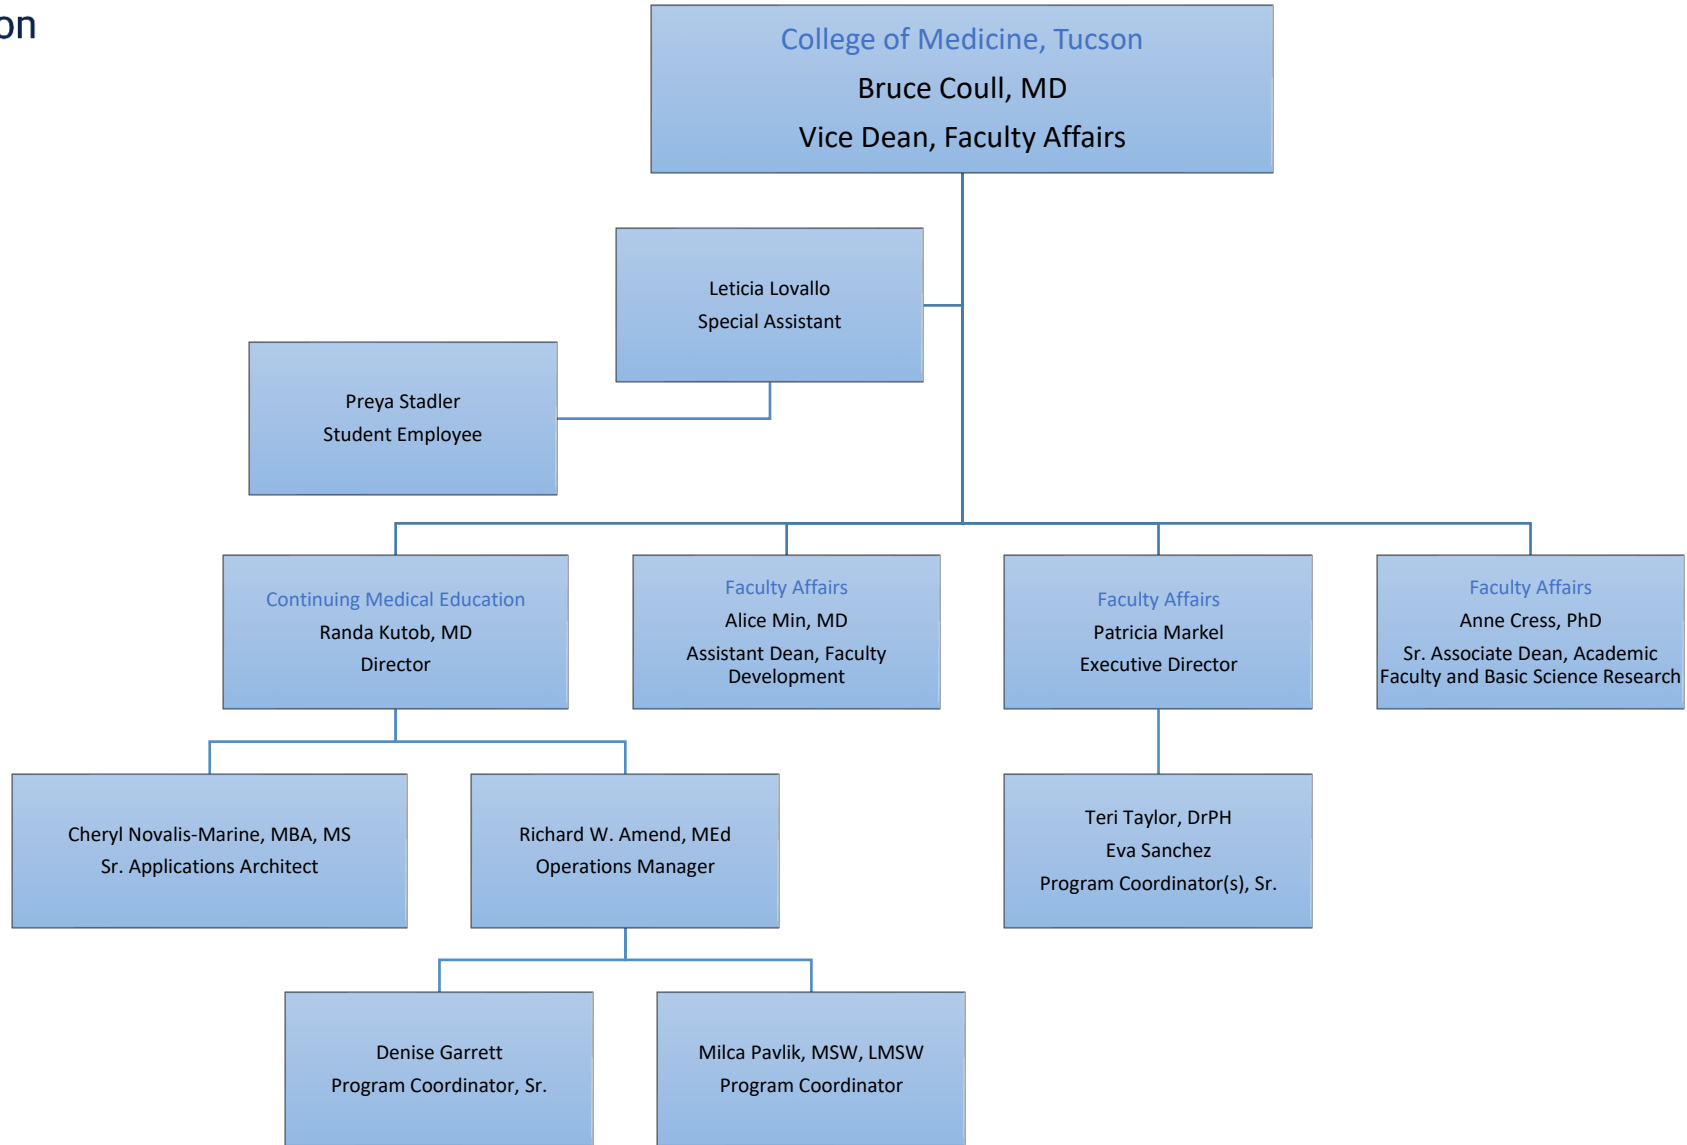 on
College of Medicine, Tucson
Bruce Coull, MD
Vice Dean, Faculty Affairs
Leticia Lovallo
Special Assistant
Preya Stadler
Student Employee
Continuing Medical Education
Randa Kutob, MD
Director
Faculty Affairs
Alice Min, MD
Assistant Dean, Faculty
Development
Faculty Affairs
Patricia Markel
Executive Director
Faculty Affairs
Anne Cress, PhD
Sr. Associate Dean, Academic
Faculty and Basic Science Research
Cheryl Novalis-Marine, MBA, MS
Sr. Applications Architect
Richard W. Amend, MEd
Operations Manager
Teri Taylor, DrPH
Eva Sanchez
Program Coordinator(s), Sr.
Denise Garrett
Program Coordinator, Sr.
Milca Pavlik, MSW, LMSW
Program Coordinator